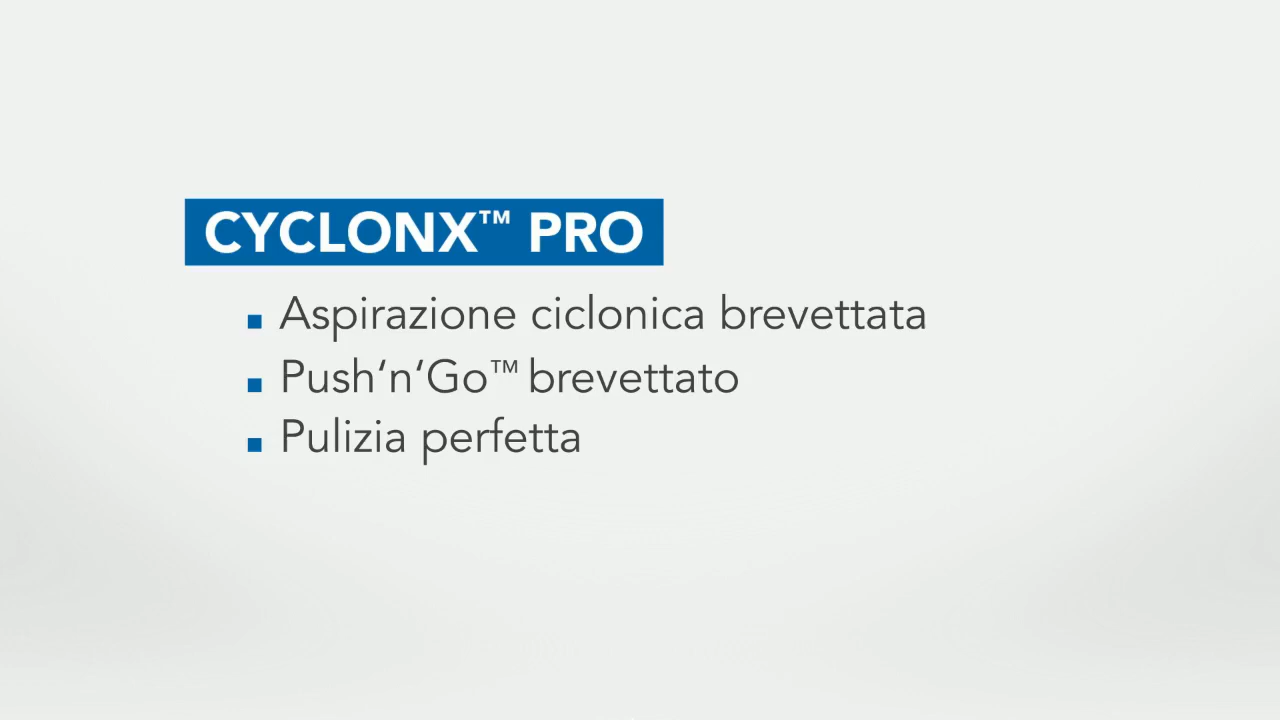 CYCLONX™ PRO
Aspirazione ciclonica brevettata
Push‘n‘Go™ brevettato
Pulizia perfetta